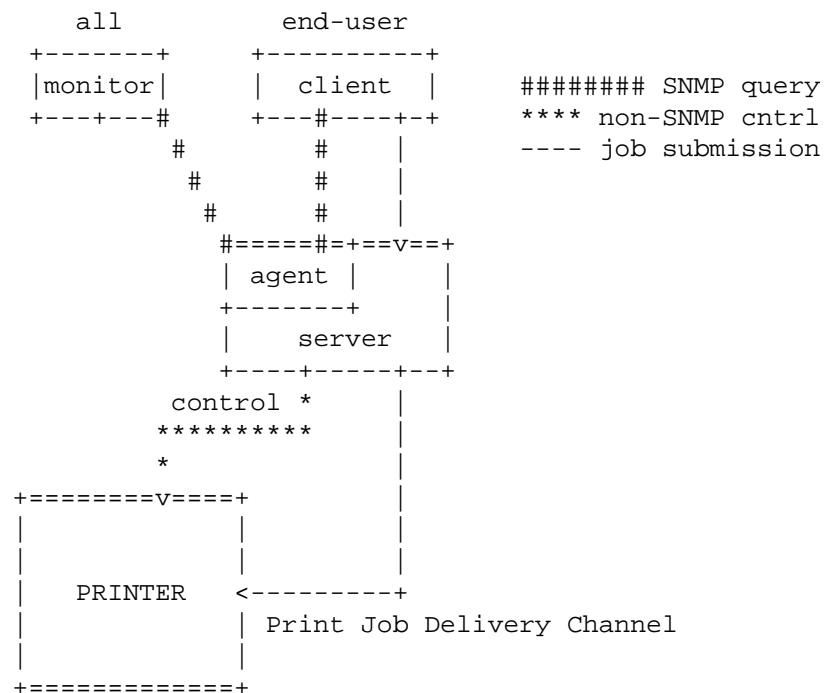 all end-user
monitor client ######## SNMP query
**** non-SNMP cntrl
---- job submission
agent
server
control
PRINTER
Print Job Delivery Channel